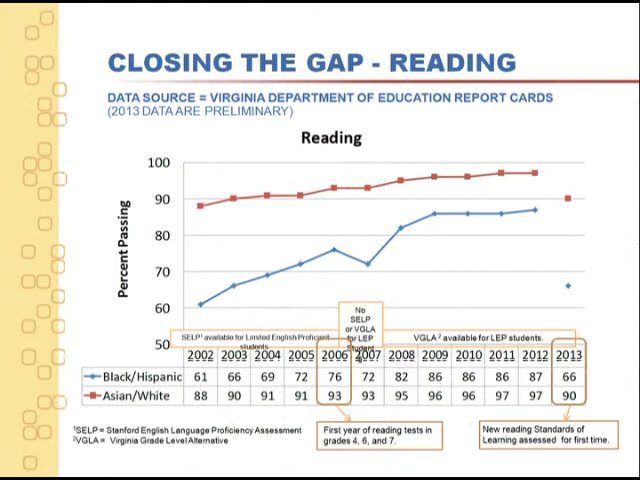 CLOSING THE GAP - READING
DATA SOURCE = VIRGINIA DEPARTMENT OF EDUCATION REPORT CARDS
(2013 DATA ARE PRELIMINARY)
Reading
Percent Passing
100
90
80
70
60
50
No
SELP
or VGLA
for LEP
Student
SELP¹ available for Limited English Proficient
students.
VGLA ² available for LEP students.
2002 2003 2004 2005 2006 2007 2008 2009 2010 2011 2012 2013
Black/Hispanic 61 66 69 72 76 72 82 86 86 86 87 66
Asian/White 88 90 91 91 93 93 95 96 96 97 97 90
¹SELP = Stanford English Language Proficiency Assessment
²VGLA = Virginia Grade Level Alternative
First year of reading tests in
grades 4, 6, and 7.
New reading Standards of
Learning assessed for first time.